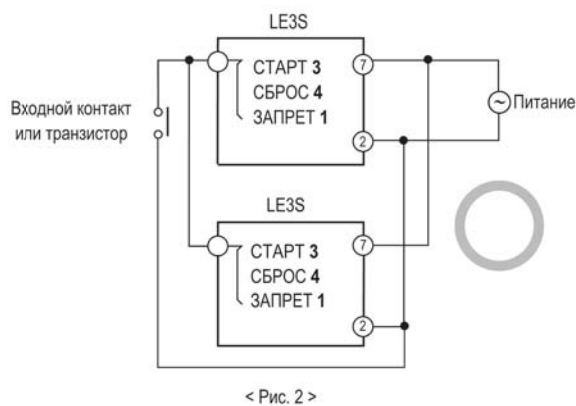 LE3S
СТАРТ 3
СБРОС 4
ЗАПРЕТ 1
7
2
Входной контакт
или транзистор
Питание
LE3S
СТАРТ 3
СБРОС 4
ЗАПРЕТ 1
7
2
< Рис. 2 >